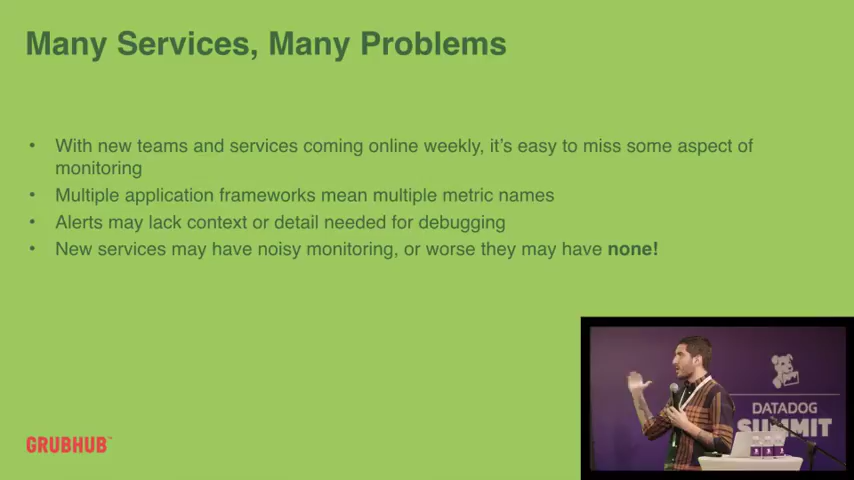 Many Services, Many Problems
• With new teams and services coming online weekly, it's easy to miss some aspect of
monitoring
• Multiple application frameworks mean multiple metric names
• Alerts may lack context or detail needed for debugging
• New services may have noisy monitoring, or worse they may have none!
GRUBHUB™
DATADOG
SUMMIT